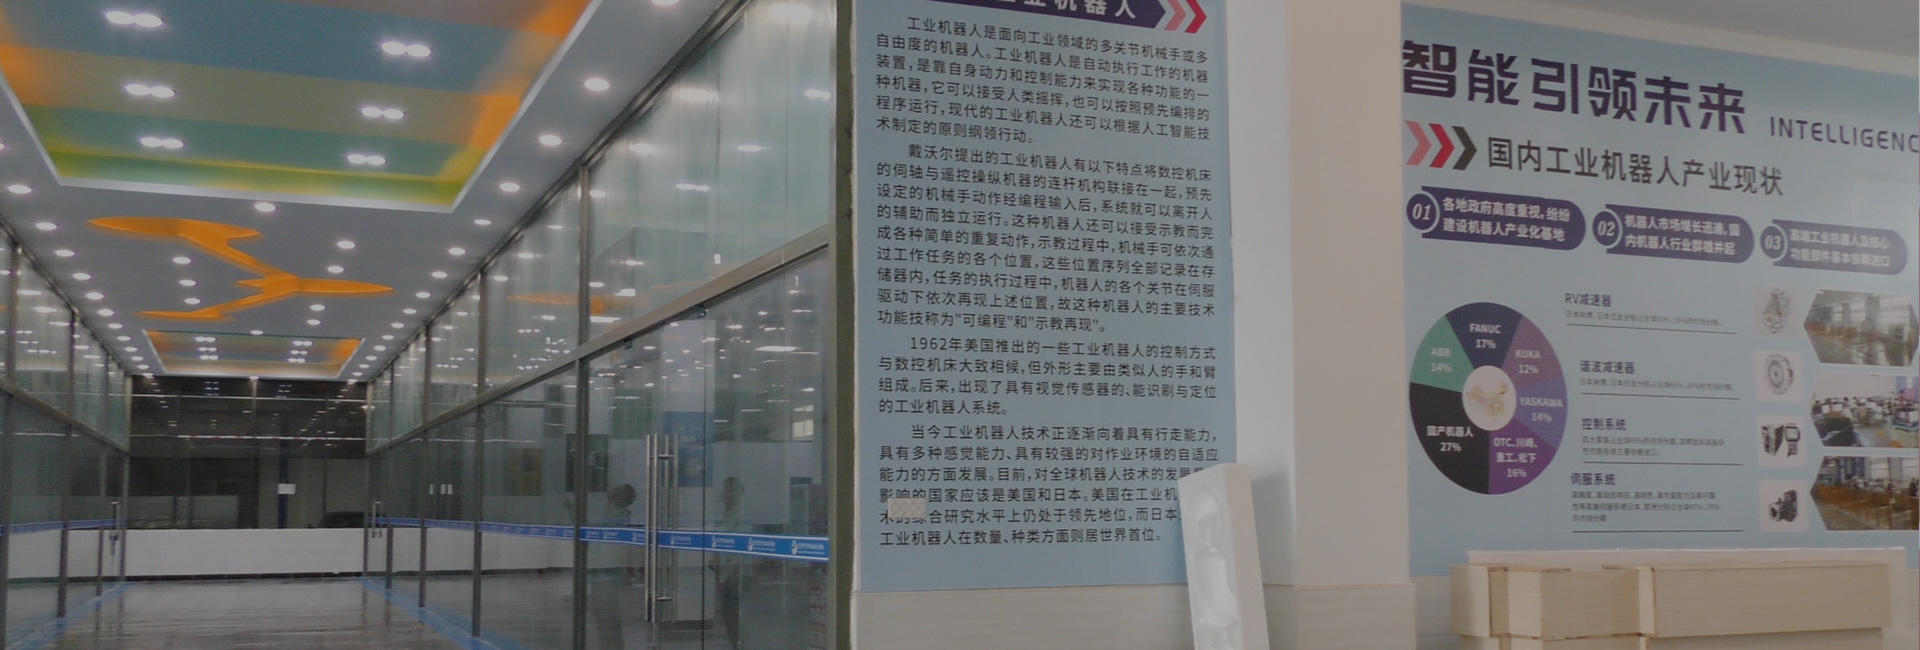 工业机器人
工业机器人是面向工业领域的多关节机械手或多
自由度的机器人。工业机器人是自动执行工作的机器
装置，是靠自身动力和控制能力来实现各种功能的一
种机器，它可以接受人类摇挥，也可以按照预先编排的
程序运行，现代的工业机器人还可以根据人工智能技
术制定的原则纲领行动。
戴沃尔提出的工业机器人有以下特点将数控机床
的伺轴与遥控操纵机器的连杆机构联接在一起，预先
设定的机械手动作经编程输入后，系统就可以离开人
的辅助而独立运行。这种机器人还可以接受示教而完
成各种简单的重复动作，示教过程中，机械手可依次通
过工作任务的各个位置，这些位置序列全部记录在存
储器内，任务的执行过程中，机器人的各个关节在伺服
驱动下依次再现上述位置，故这种机器人的主要技术
功能技称为"可编程"和"示教再现"。
1962年美国推出的一些工业机器人的控制方式
与数控机床大致相候，但外形主要由类似人的手和臂
组成。后来，出现了具有视觉传感器的、能识刷与定位
的工业机器人系统。
当今工业机器人技术正逐渐向着具有行走能力，
具有多种感觉能力、具有较强的对作业环境的自适应
能力的方面发展。目前，对全球机器人技术的发展
影响的国家应该是美国和日本。美国在工业机
术的综合研究水平上仍处于领先地位，而日本
工业机器人在数量、种类方面则居世界首位。
智能引领未来
INTELLIGENC
国内工业机器人产业现状
01
各地政府高度重视，纷纷
建设机器人产业化基地
02
机器人市场增长迅速，国
内机器人行业群雄并起
03
高端工业机器人及核心
功能部件基本依赖进口
FANUC
17%
KUKA
12%
YASKAWA
14%
OTC、川崎、
重工、松下
16%
国产机器人
27%
ABB
14%
RV减速器
谐波减速器
控制系统
伺服系统